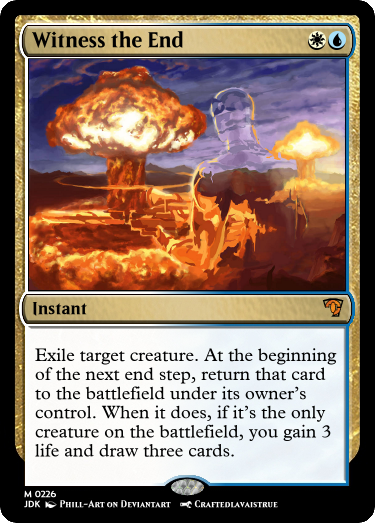 Witness the End
Instant
Exile target creature. At the beginning
of the next end step, return that card
to the battlefield under its owner’s
control. When it does, if it’s the only
creature on the battlefield, you gain 3
life and draw three cards.
M 0226
JDK Phill-Art on Deviantart Craftedlavaistrue